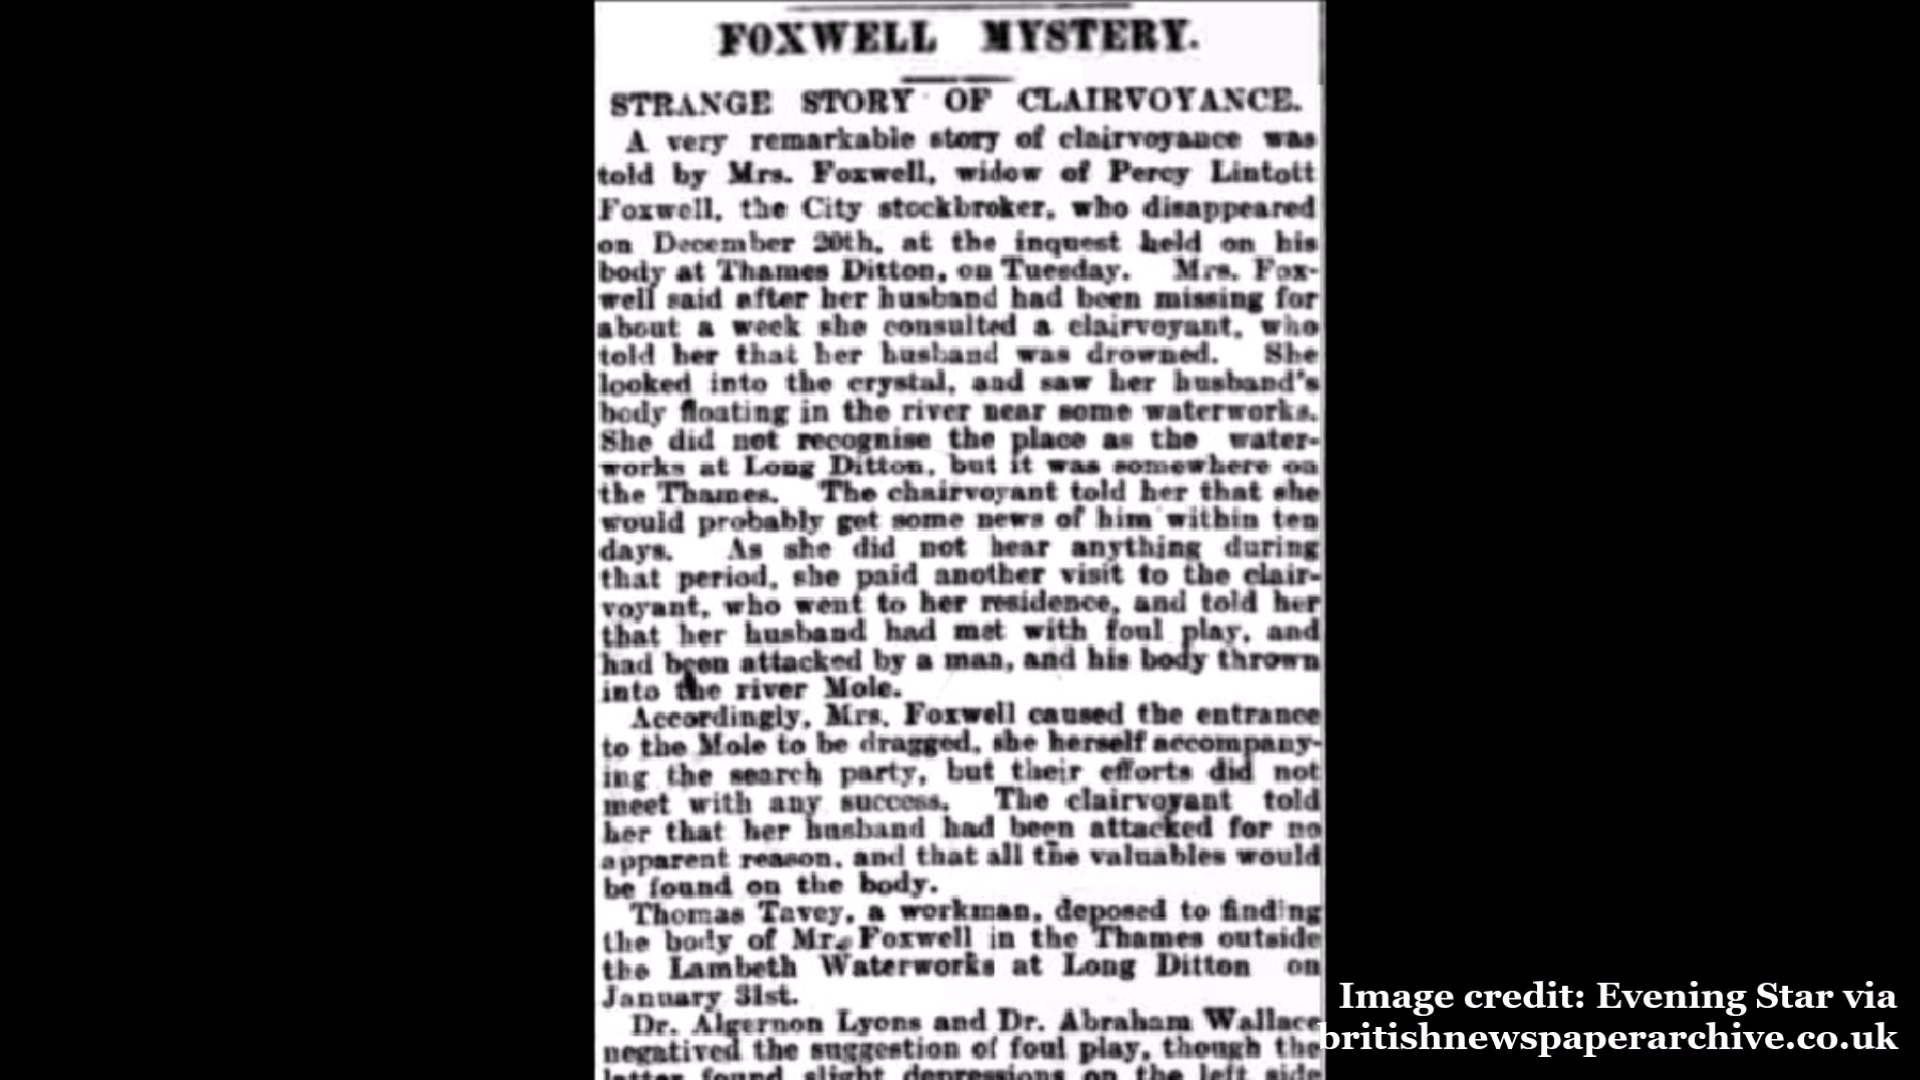 FOXWELL MYSTERY.
STRANGE STORY OF CLAIRVOYANCE.
A very remarkable story of clairvoyance was
told by Mrs. Foxwell, widow of Percy Lintott
Foxwell, the City stockbroker, who disappeared
on December 20th, at the inquest held on his
body at Thames Ditton, on Tuesday. Mrs. Fox-
well said after her husband had been missing for
about a week she consulted a clairvoyant, who
told her that her husband was drowned. She
looked into the crystal, and saw her husband's
body floating in the river near some waterworks.
She did not recognise the place as the water-
works at Long Ditton, but it was somewhere on
the Thames. The chairvoyant told her that she
would probably get some news of him within ten
days. As she did not hear anything during
that period, she paid another visit to the clair-
voyant, who went to her residence, and told her
that her husband had met with foul play, and
had been attacked by a man, and his body thrown
into the river Mole.
Accordingly, Mrs. Foxwell caused the entrance
to the Mole to be dragged, she herself accompany-
ing the search party, but their efforts did not
meet with any success. The clairvoyant told
her that her husband had been attacked for no
apparent reason, and that all the valuables would
be found on the body.
Thomas Tavey, a workman, deposed to finding
the body of Mr. Foxwell in the Thames outside
the Lambeth Waterworks at Long Ditton on
January 31st.
Dr. Algernon Lyons and Dr. Abraham Wallace
negatived the suggestion of foul play, though the
latter found slight depressions on the left side
Image credit: Evening Star via
britishnewspaperarchive.co.uk